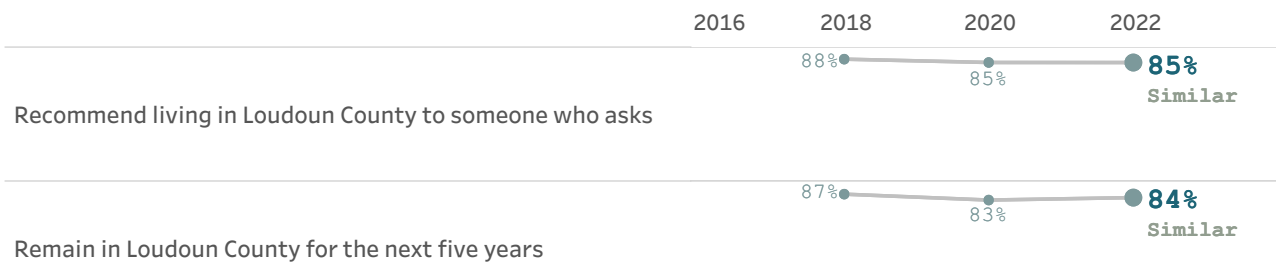 2016 2018 2020 2022
88% 85% 85%
Similar
Recommend living in Loudoun County to someone who asks
87% 83% 84%
Similar
Remain in Loudoun County for the next five years